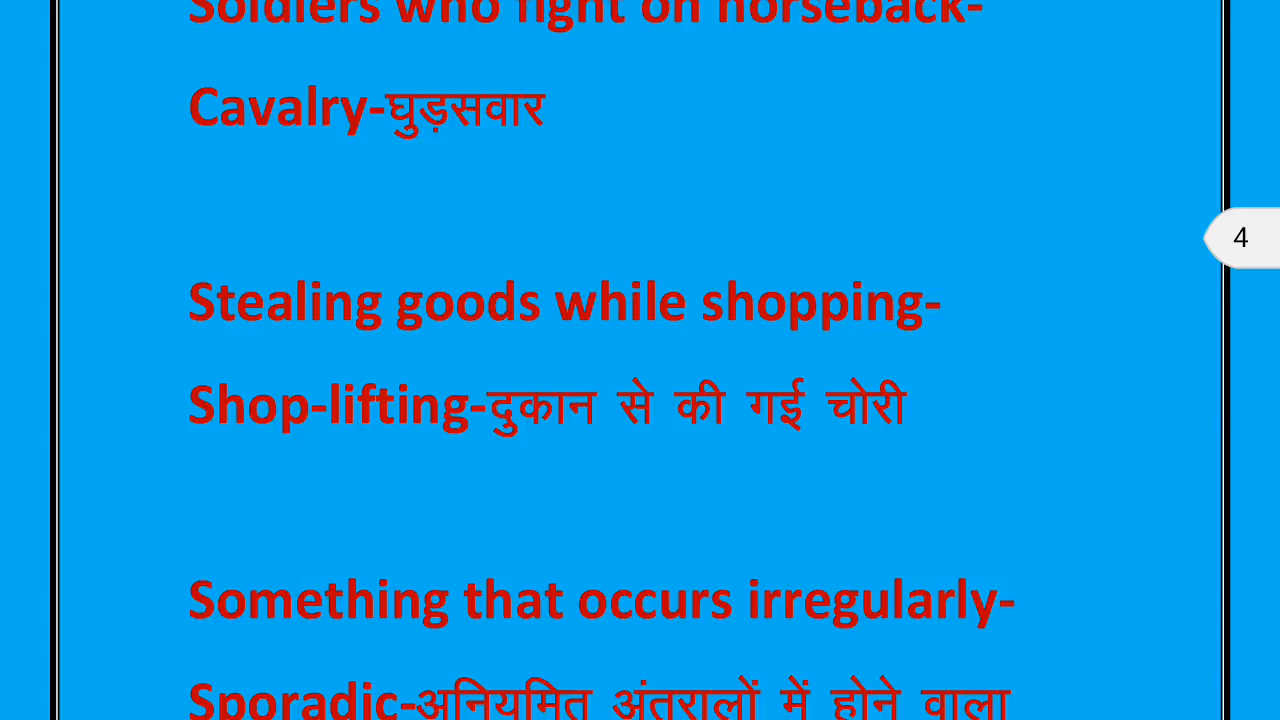 Soldiers who fight on horseback-
Cavalry-घुड़सवार
4
Stealing goods while shopping-
Shop-lifting-दुकान से की गई चोरी
Something that occurs irregularly-
Sporadic-अनियमित अंतरालों में होने वाला